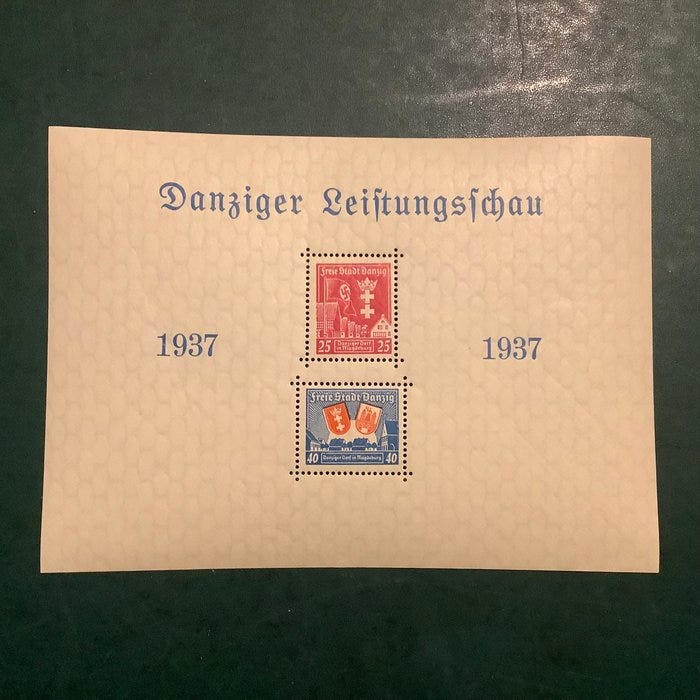 Danziger Leiſtungsſchau
1937
1937
Freie Stadt Danzig
25
Danziger Dorf
in Magdeburg
25
Freie Stadt Danzig
40
Danziger Dorf in Magdeburg
40